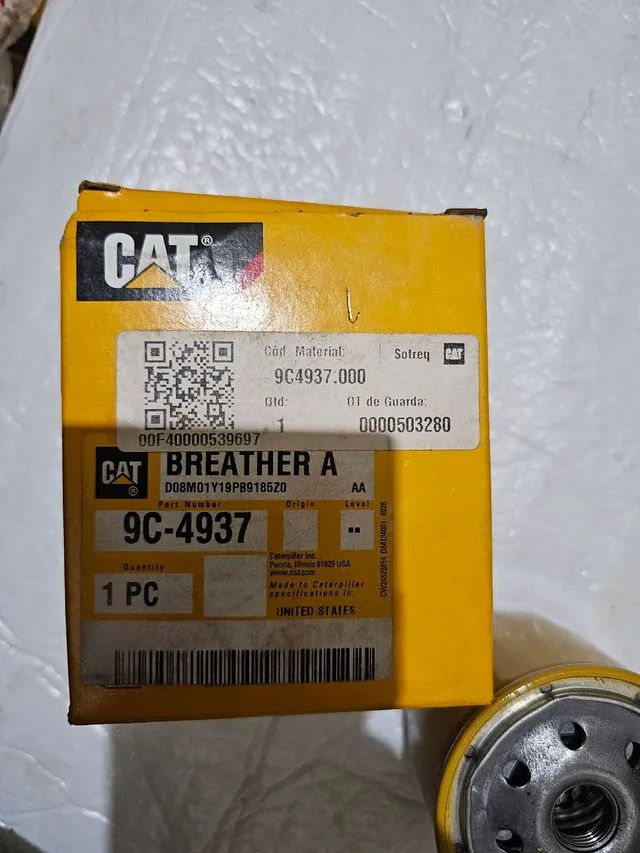 CAT®
Cód. Material: Sotreq CAT
9C4937.000
Qtd: OT de Guarda:
1 0000503280
00F40000539697
CAT® BREATHER A
D08M01Y19PB9185Z0 AA
Part Number Origin Level
9C-4937 --
Caterpillar Inc.
Peoria, Illinois 61629 USA
www.cat.com
Quantity
Made to Caterpillar
specifications in:
1 PC
UNITED STATES